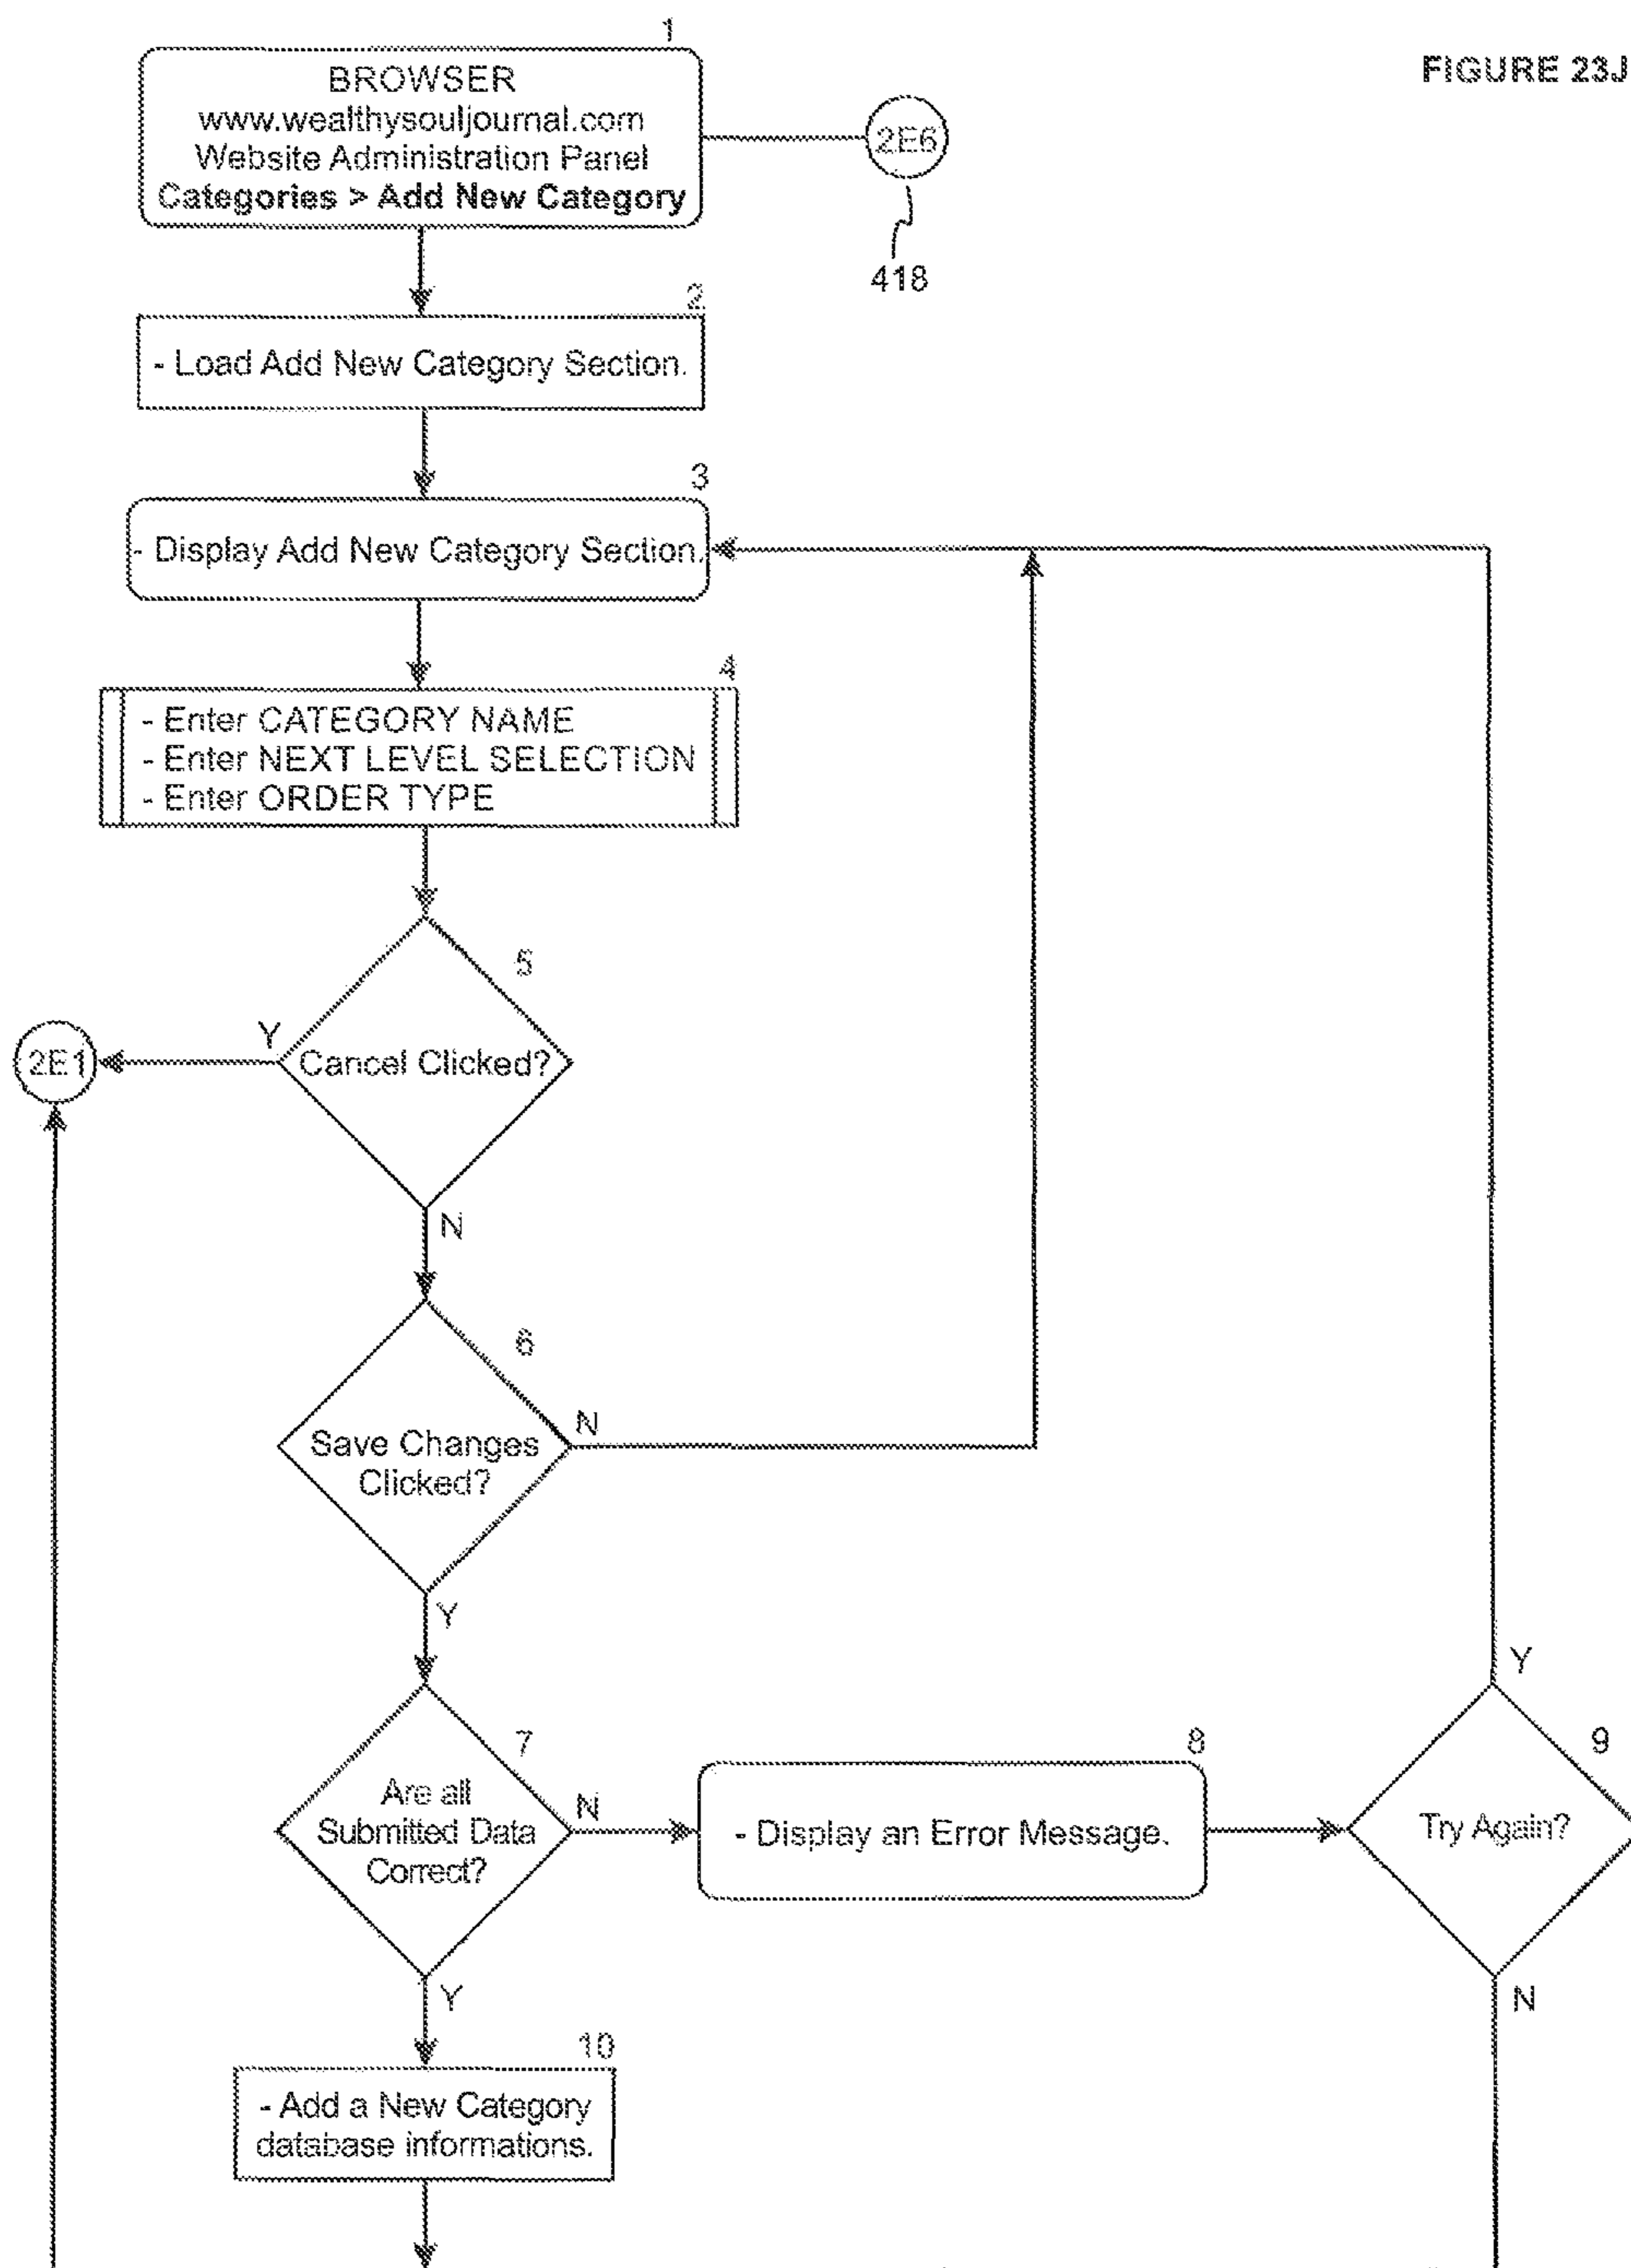 FIGURE 23J
1
BROWSER
www.wealthysouljournal.com
Website Administration Panel
Categories > Add New Category
2E6
418
2
- Load Add New Category Section.
3
- Display Add New Category Section.
4
- Enter CATEGORY NAME
- Enter NEXT LEVEL SELECTION
- Enter ORDER TYPE
5
Y
2E1
Cancel Clicked?
N
6
N
Save Changes
Clicked?
Y
Y
7
8
9
Are all
Submitted Data
Correct?
N
- Display an Error Message.
Try Again?
Y
N
10
- Add a New Category
database informations.